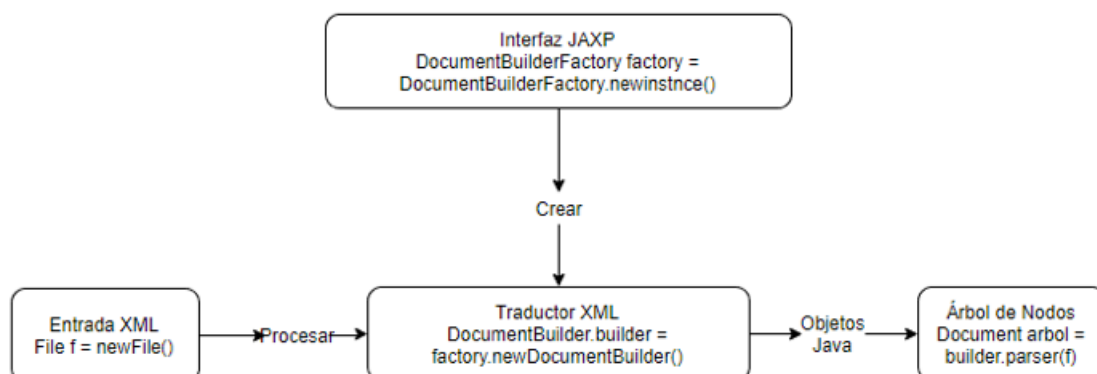 Interfaz JAXP
DocumentBuilderFactory factory =
DocumentBuilderFactory.newinstnce()
Crear
Entrada XML
File f = newFile()
Procesar
Traductor XML
DocumentBuilder.builder =
factory.newDocumentBuilder()
Objetos
Java
Árbol de Nodos
Document arbol =
builder.parser(f)